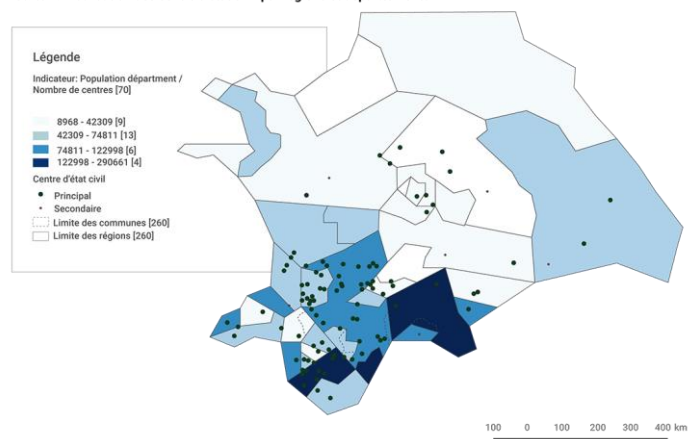 Légende
Indicateur: Population département /
Nombre de centres [70]
8968 - 42309 [9]
42309 - 74811 [13]
74811 - 122998 [6]
122998 - 290661 [4]
Centre d'état civil
Principal
Secondaire
Limite des communes [260]
Limite des régions [260]
100 0 100 200 300 400 km